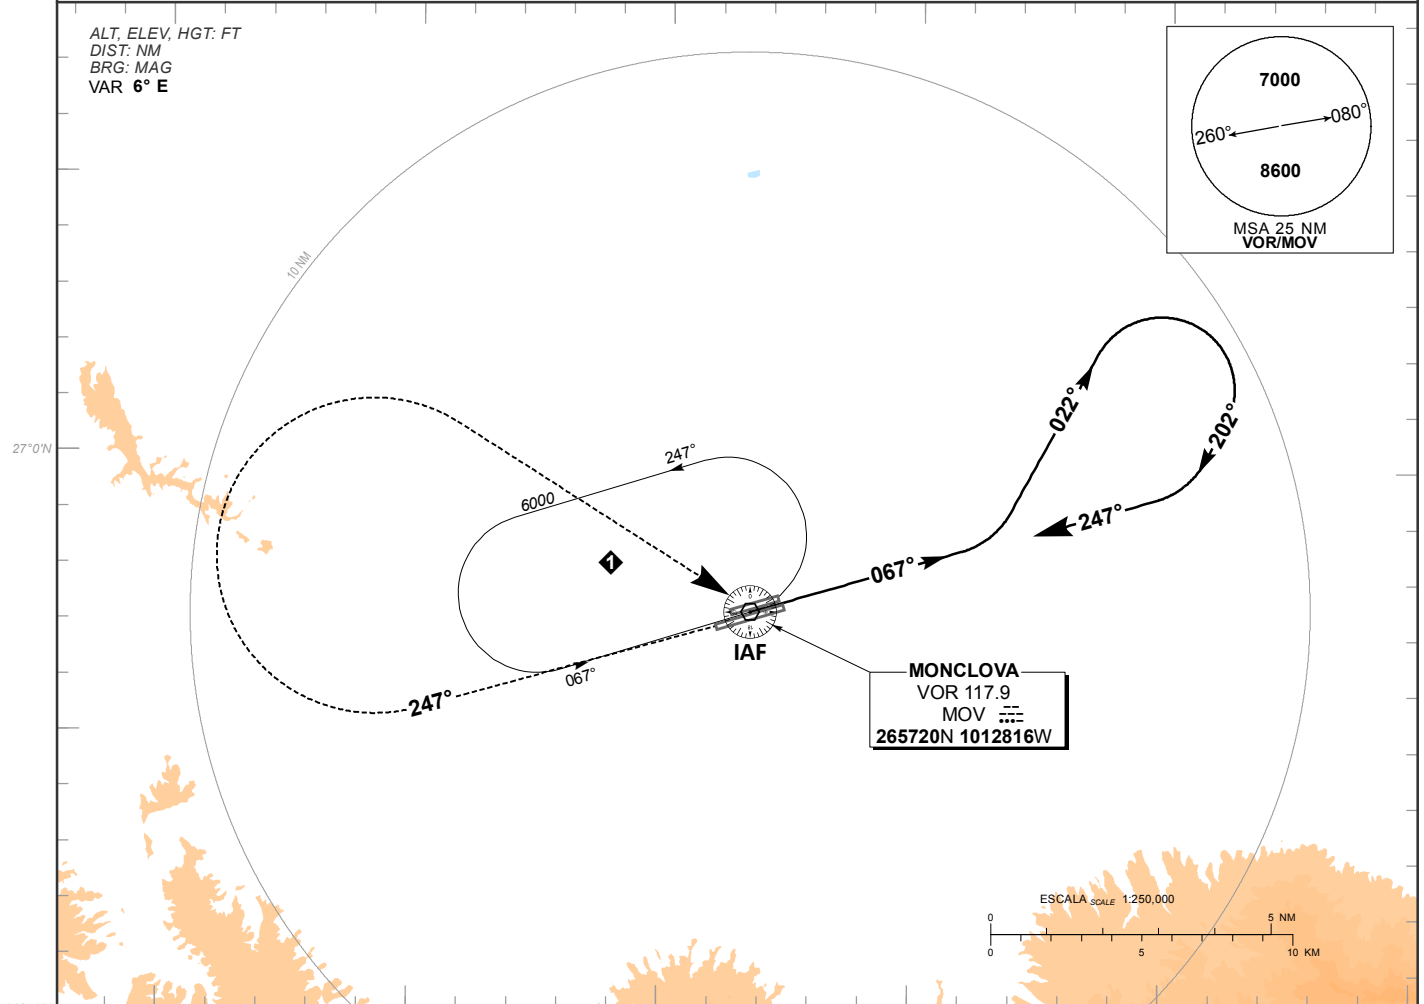 ALT, ELEV, HGT: FT
DIST: NM
BRG: MAG
VAR 6° E
7000
260°
080°
8600
MSA 25 NM
VOR/MOV
10 NM
27°0'N
022°
202°
247°
067°
247°
6000
1
247°
067°
IAF
MONCLOVA
VOR 117.9
MOV
265720N 1012816W
ESCALA SCALE 1:250,000
0 5 NM
0 5 10 KM